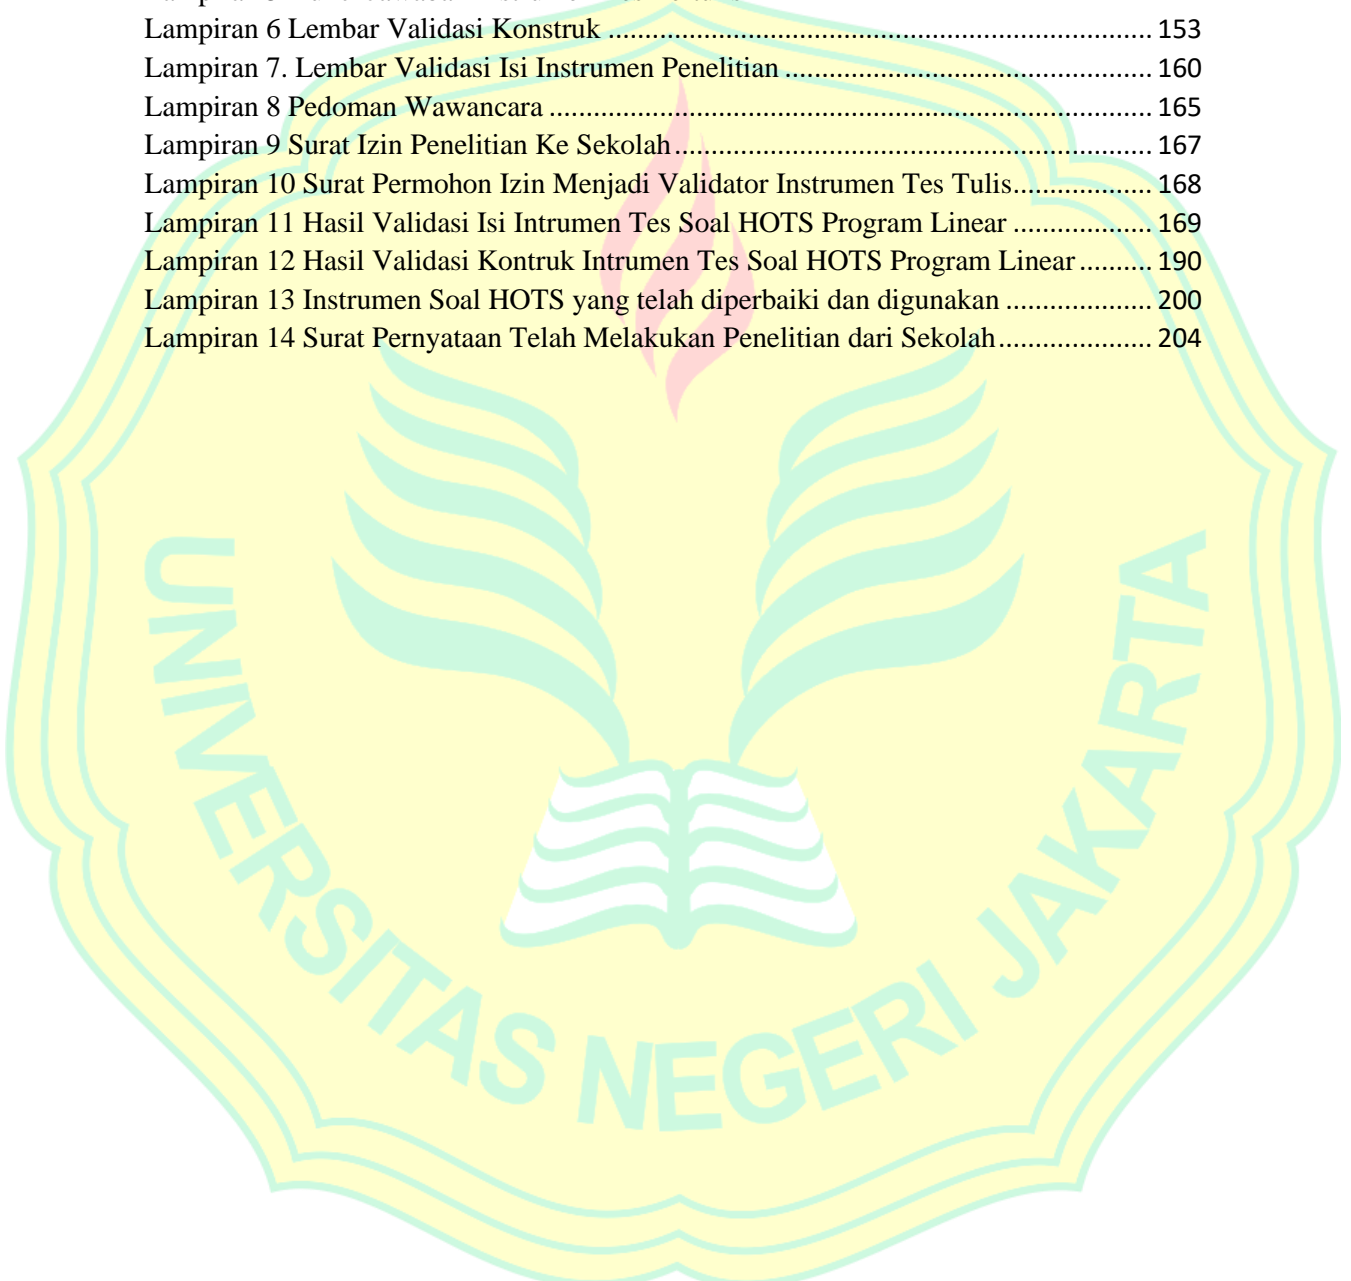 Lampiran 6 Lembar Validasi Konstruk ........................................................................... 153
Lampiran 7. Lembar Validasi Isi Instrumen Penelitian ................................................... 160
Lampiran 8 Pedoman Wawancara .................................................................................... 165
Lampiran 9 Surat Izin Penelitian Ke Sekolah .................................................................. 167
Lampiran 10 Surat Permohon Izin Menjadi Validator Instrumen Tes Tulis ................... 168
Lampiran 11 Hasil Validasi Isi Intrumen Tes Soal HOTS Program Linear ................... 169
Lampiran 12 Hasil Validasi Kontruk Intrumen Tes Soal HOTS Program Linear .......... 190
Lampiran 13 Instrumen Soal HOTS yang telah diperbaiki dan digunakan .................... 200
Lampiran 14 Surat Pernyataan Telah Melakukan Penelitian dari Sekolah ..................... 204
UNIVERSITAS NEGERI JAKARTA